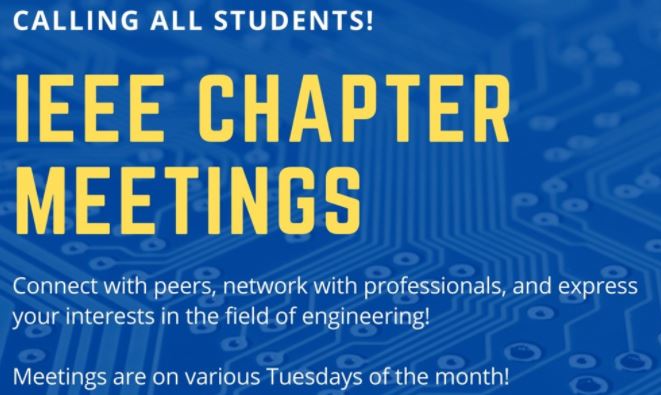 CALLING ALL STUDENTS!
IEEE CHAPTER
MEETINGS
Connect with peers, network with professionals, and express
your interests in the field of engineering!
Meetings are on various Tuesdays of the month!